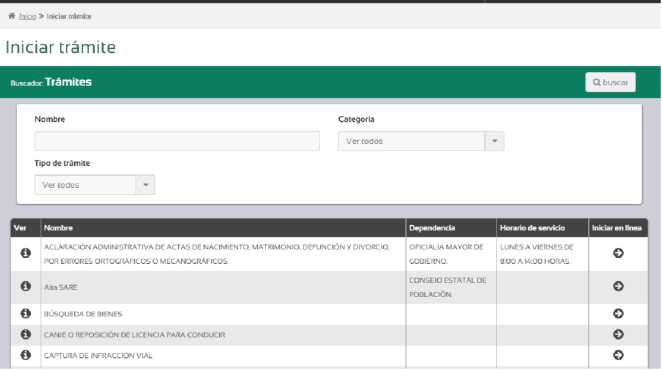 Inicio > Iniciar trámite
Iniciar trámite
Buscador: Trámites
buscar
Nombre
Categoría
Ver todos
Tipo de trámite
Ver todos
Ver Nombre Dependencia Horario de servicio Iniciar en línea
ACLARACIÓN ADMINISTRATIVA DE ACTAS DE NACIMIENTO, MATRIMONIO, DEFUNCIÓN Y DIVORCIO, OFICIALÍA MAYOR DE LUNES A VIERNES DE
POR ERRORES ORTOGRÁFICOS O MECANOGRÁFICOS. GOBIERNO. 8:00 A 14:00 HORAS.
Alta SARE CONSEJO ESTATAL DE
POBLACIÓN.
BÚSQUEDA DE BIENES
CANJE O REPOSICIÓN DE LICENCIA PARA CONDUCIR
CAPTURA DE INFRACCION VIAL